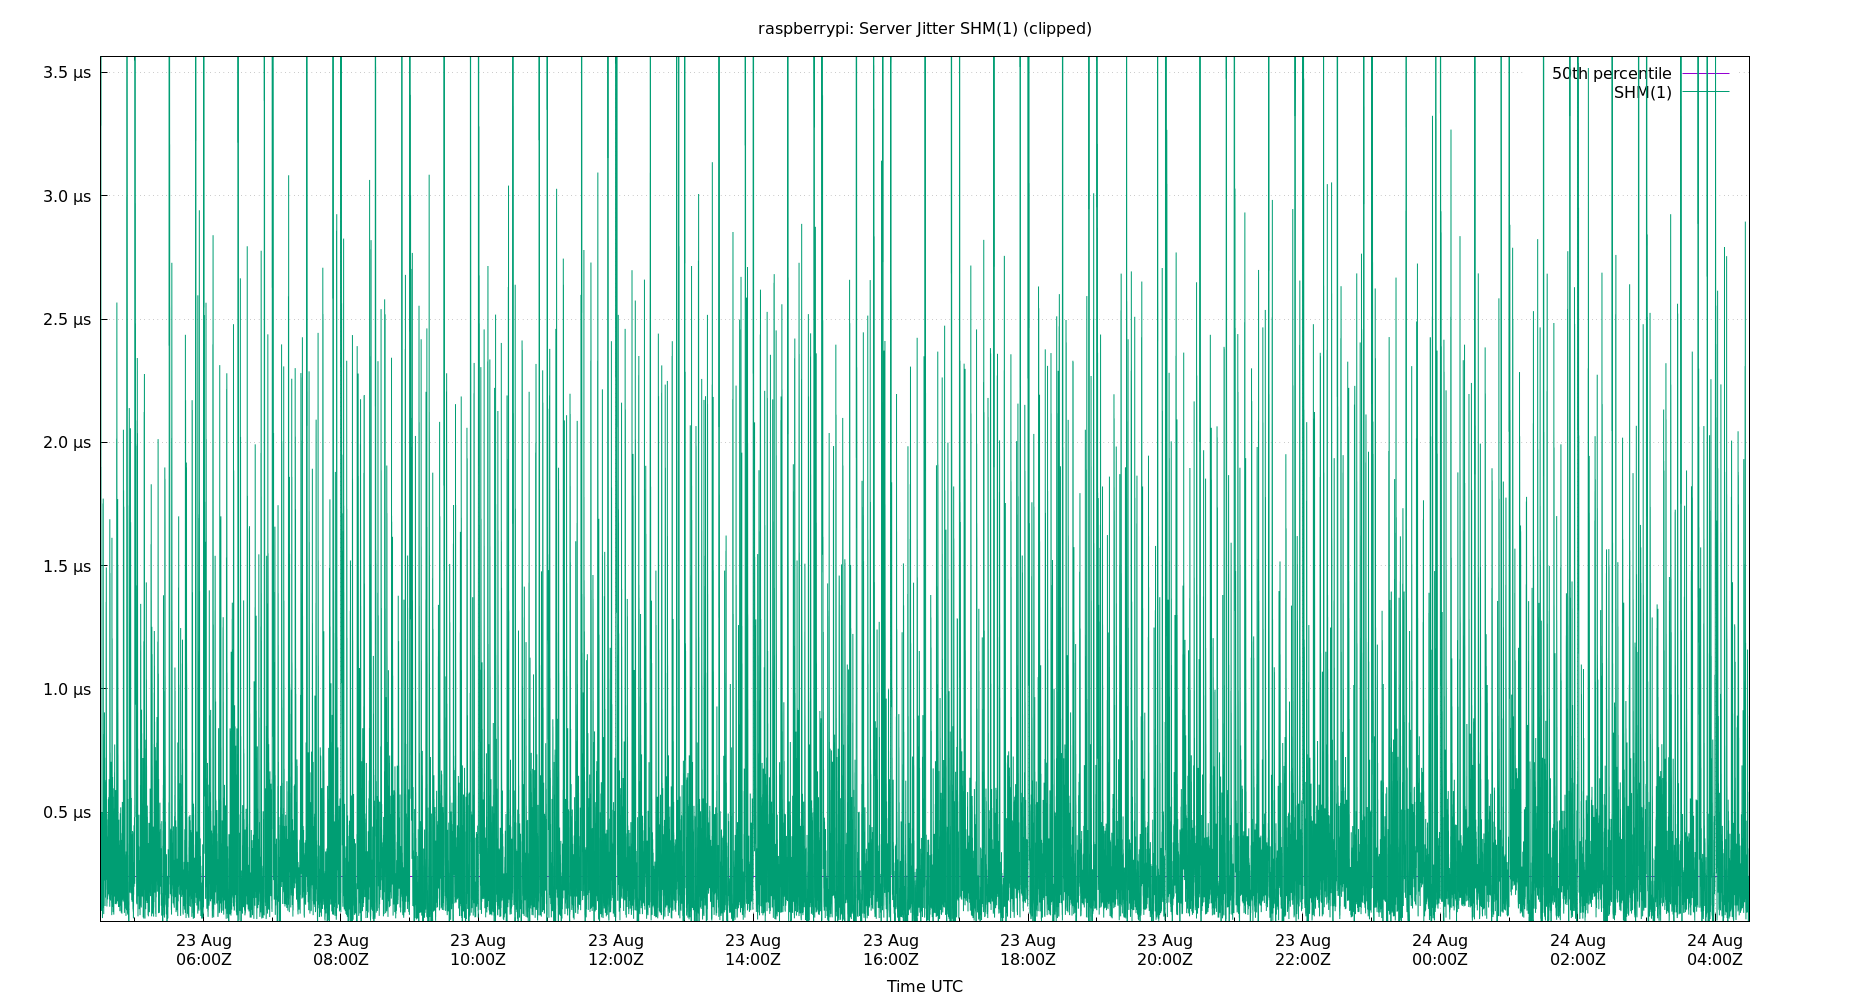 raspberrypi: Server Jitter SHM(1) (clipped)
3.5 µs
3.0 µs
2.5 µs
2.0 µs
1.5 µs
1.0 µs
0.5 µs
50th percentile
SHM(1)
23 Aug 23 Aug 23 Aug 23 Aug 23 Aug 23 Aug 23 Aug 23 Aug 23 Aug 24 Aug 24 Aug 24 Aug
06:00Z 08:00Z 10:00Z 12:00Z 14:00Z 16:00Z 18:00Z 20:00Z 22:00Z 00:00Z 02:00Z 04:00Z
Time UTC